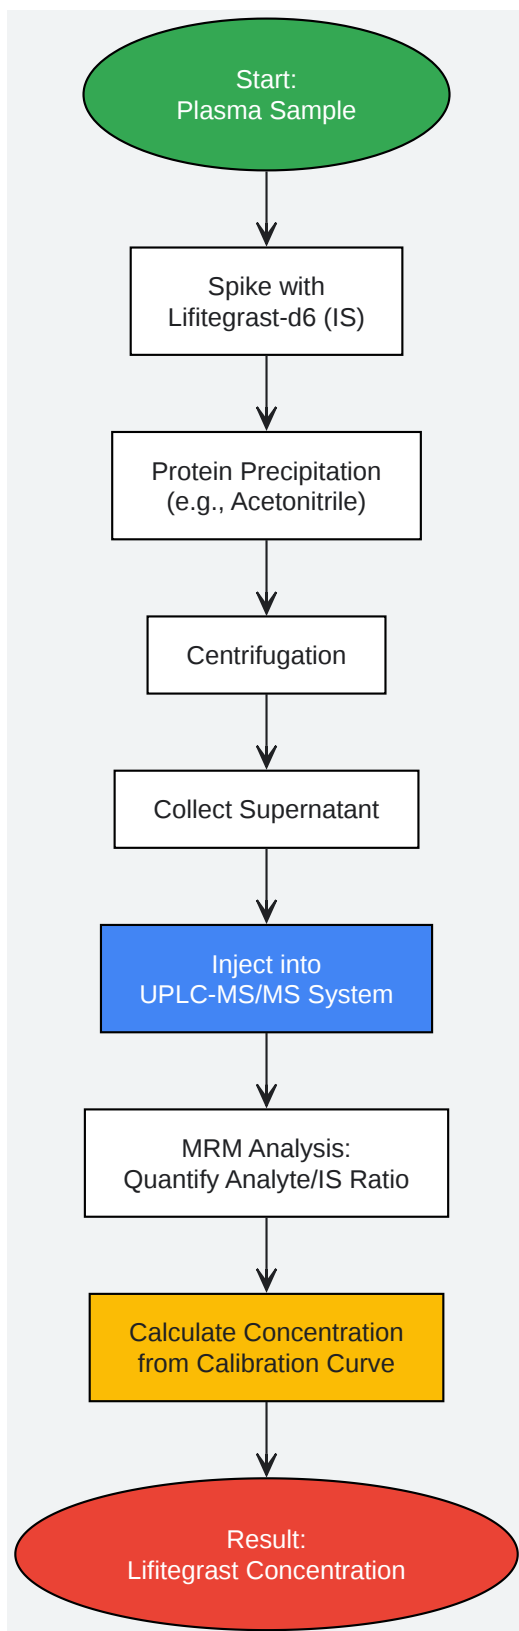 Start:
Plasma Sample
Spike with
Lifitegrast-d6 (IS)
Protein Precipitation
(e.g., Acetonitrile)
Centrifugation
Collect Supernatant
Inject into
UPLC-MS/MS System
MRM Analysis:
Quantify Analyte/IS Ratio
Calculate Concentration
from Calibration Curve
Result:
Lifitegrast Concentration